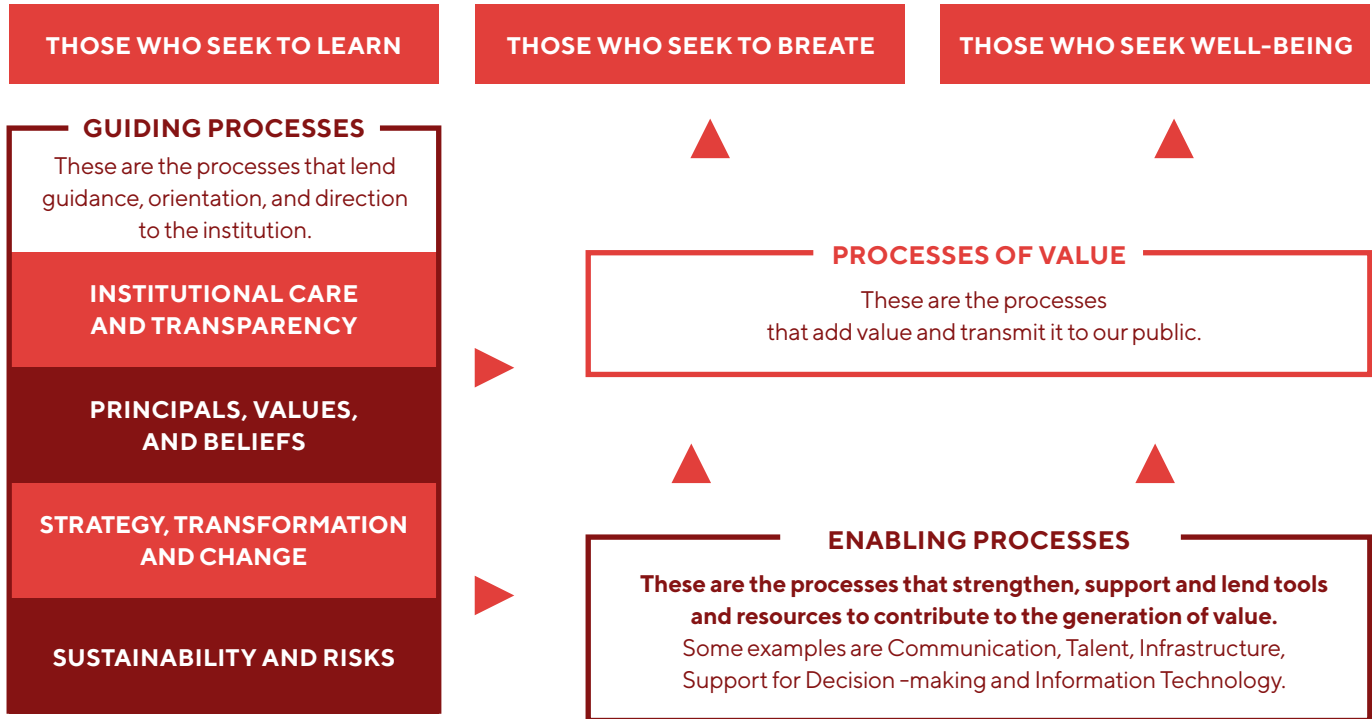 THOSE WHO SEEK TO LEARN
THOSE WHO SEEK TO BREATE
THOSE WHO SEEK WELL-BEING
GUIDING PROCESSES
These are the processes that lend
guidance, orientation, and direction
to the institution.
INSTITUTIONAL CARE
AND TRANSPARENCY
PRINCIPALS, VALUES,
AND BELIEFS
STRATEGY, TRANSFORMATION
AND CHANGE
SUSTAINABILITY AND RISKS
PROCESSES OF VALUE
These are the processes
that add value and transmit it to our public.
ENABLING PROCESSES
These are the processes that strengthen, support and lend tools
and resources to contribute to the generation of value.
Some examples are Communication, Talent, Infrastructure,
Support for Decision -making and Information Technology.